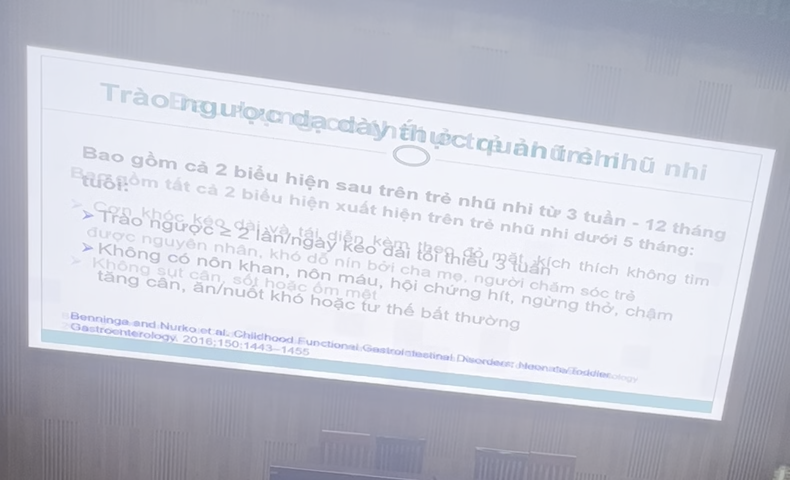 Trào ngược dạ dày thực quản ở trẻ nhũ nhi
Bao gồm cả 2 biểu hiện sau trên trẻ nhũ nhi từ 3 tuần - 12 tháng
tuổi:
Bao gồm tất cả 2 biểu hiện xuất hiện trên trẻ nhũ nhi dưới 5 tháng:
Cơn khóc kéo dài và tái diễn kèm theo đỏ mặt, kích thích không tìm
➤ Trào ngược ≥ 2 lần/ngày kéo dài tối thiểu 3 tuần
được nguyên nhân, khó dỗ nín bởi cha mẹ, người chăm sóc trẻ
➤ Không có nôn khan, nôn máu, hội chứng hít, ngừng thở, chậm
Không sụt cân, sốt hoặc ốm mệt
tăng cân, ăn/nuốt khó hoặc tư thế bất thường
Benninga and Nurko et al. Childhood Functional Gastrointestinal Disorders: Neonate/Toddler
Gastroenterology. 2016;150:1443–1455